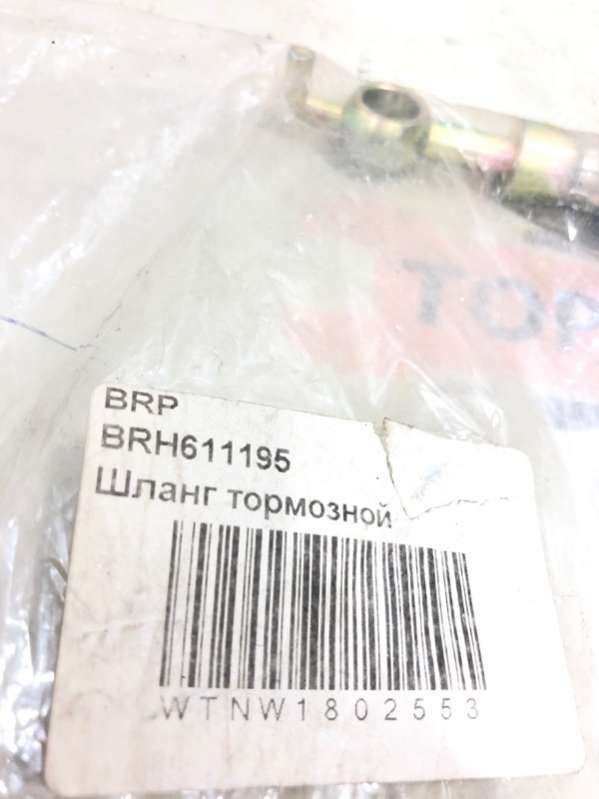 BRP
BRH611195
Шланг тормозной
WTNW1802553